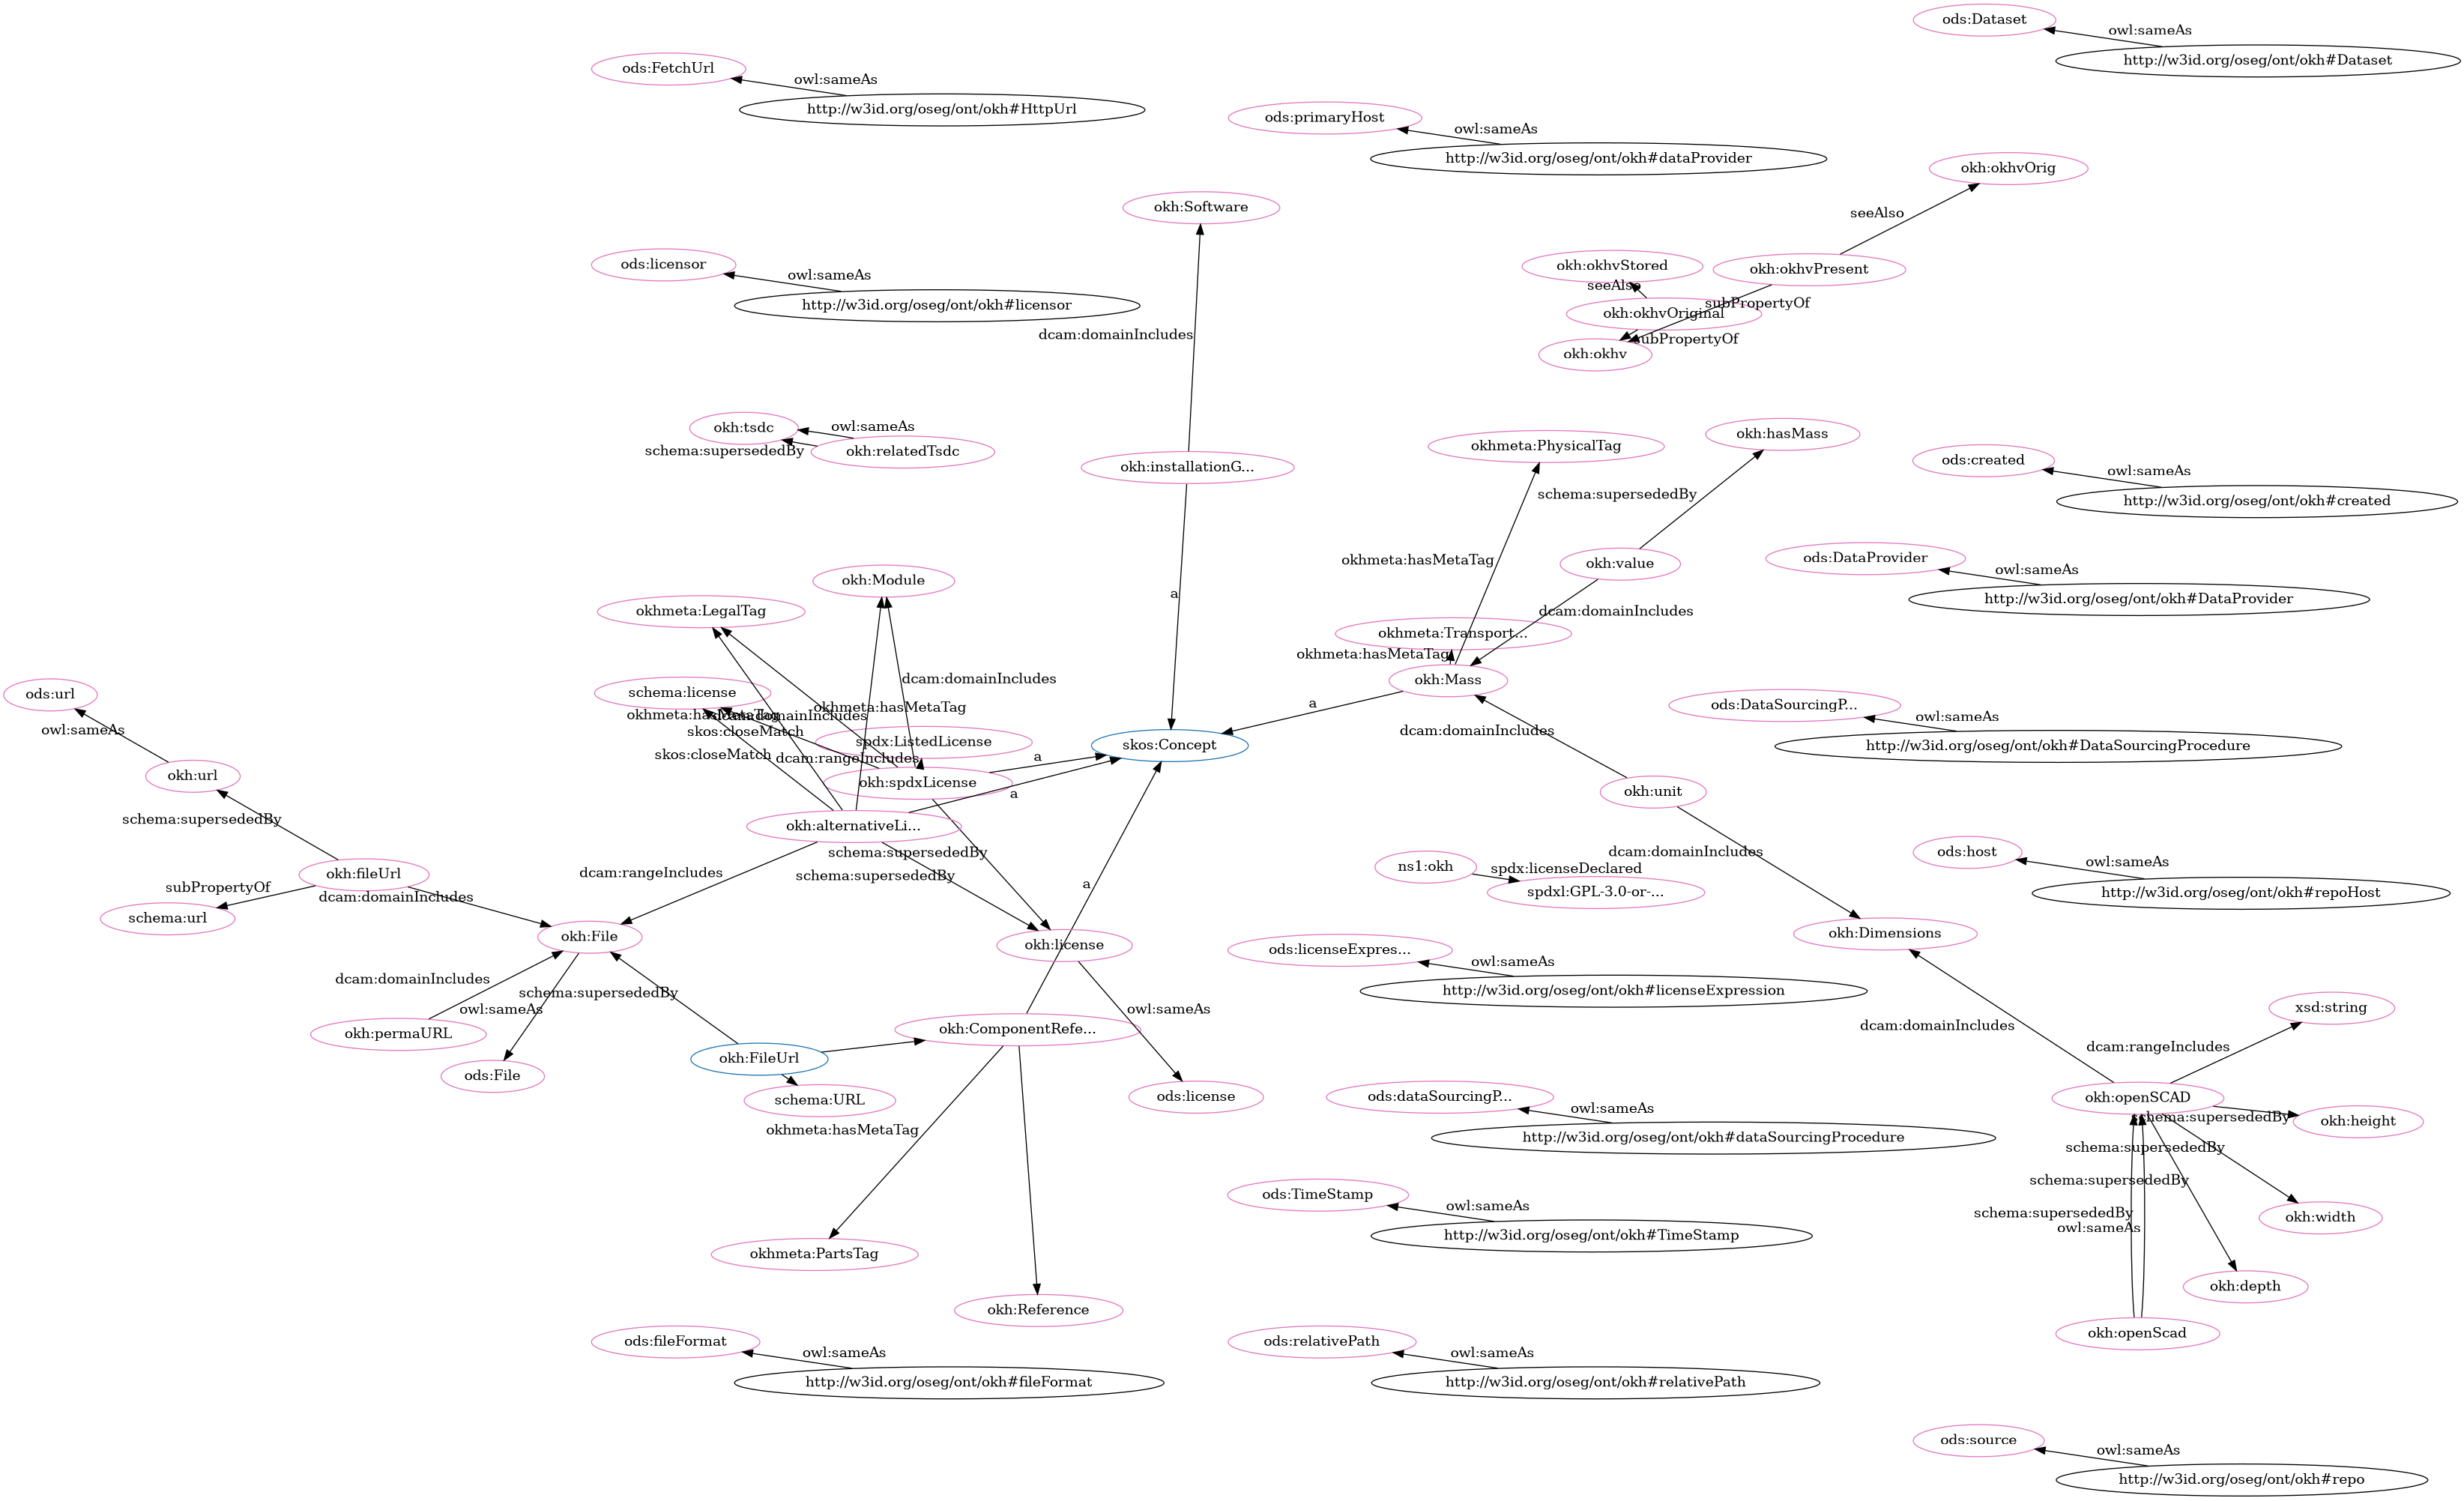 ods:Dataset
owl:sameAs
http://w3id.org/oseg/ont/okh#Dataset
ods:FetchUrl
owl:sameAs
http://w3id.org/oseg/ont/okh#HttpUrl
ods:primaryHost
owl:sameAs
http://w3id.org/oseg/ont/okh#dataProvider
okh:okhvOrig
okh:Software
seeAlso
ods:licensor
owl:sameAs
http://w3id.org/oseg/ont/okh#licensor
okh:okhvStored
okh:okhvPresent
seeAlso
subPropertyOf
okh:okhvOriginal
dcam:domainIncludes
subPropertyOf
okh:okhv
okh:tsdc
owl:sameAs
schema:supersededBy
okh:relatedTsdc
okh:hasMass
okhmeta:PhysicalTag
okh:installationG...
ods:created
owl:sameAs
http://w3id.org/oseg/ont/okh#created
schema:supersededBy
okhmeta:hasMetaTag
okh:value
ods:DataProvider
owl:sameAs
http://w3id.org/oseg/ont/okh#DataProvider
okh:Module
a
okhmeta:LegalTag
dcam:domainIncludes
okhmeta:Transport...
okhmeta:hasMetaTag
okh:Mass
dcam:domainIncludes
ods:url
schema:license
a
ods:DataSourcingP...
owl:sameAs
http://w3id.org/oseg/ont/okh#DataSourcingProcedure
okhmeta:hasMetaTag
okhmeta:hasMetaTag
dcam:domainIncludes
owl:sameAs
skos:closeMatch
spdx:ListedLicense
skos:Concept
dcam:domainIncludes
skos:closeMatch
dcam:rangeIncludes
a
okh:url
okh:spdxLicense
a
okh:unit
schema:supersededBy
okh:alternativeLi...
schema:supersededBy
dcam:domainIncludes
ods:host
owl:sameAs
http://w3id.org/oseg/ont/okh#repoHost
okh:fileUrl
dcam:rangeIncludes
schema:supersededBy
ns1:okh
spdx:licenseDeclared
spdxl:GPL-3.0-or-...
subPropertyOf
dcam:domainIncludes
a
schema:url
okh:File
okh:license
okh:Dimensions
ods:licenseExpres...
owl:sameAs
http://w3id.org/oseg/ont/okh#licenseExpression
dcam:domainIncludes
schema:supersededBy
owl:sameAs
owl:sameAs
xsd:string
dcam:domainIncludes
dcam:rangeIncludes
okh:permaURL
okh:ComponentRefe...
okh:FileUrl
ods:File
schema:URL
ods:license
ods:dataSourcingP...
owl:sameAs
http://w3id.org/oseg/ont/okh#dataSourcingProcedure
okh:openSCAD
schema:supersededBy
okh:height
okhmeta:hasMetaTag
schema:supersededBy
schema:supersededBy
ods:TimeStamp
owl:sameAs
http://w3id.org/oseg/ont/okh#TimeStamp
schema:supersededBy
owl:sameAs
okh:width
okhmeta:PartsTag
okh:depth
okh:Reference
okh:openScad
ods:fileFormat
owl:sameAs
http://w3id.org/oseg/ont/okh#fileFormat
ods:relativePath
owl:sameAs
http://w3id.org/oseg/ont/okh#relativePath
ods:source
owl:sameAs
http://w3id.org/oseg/ont/okh#repo